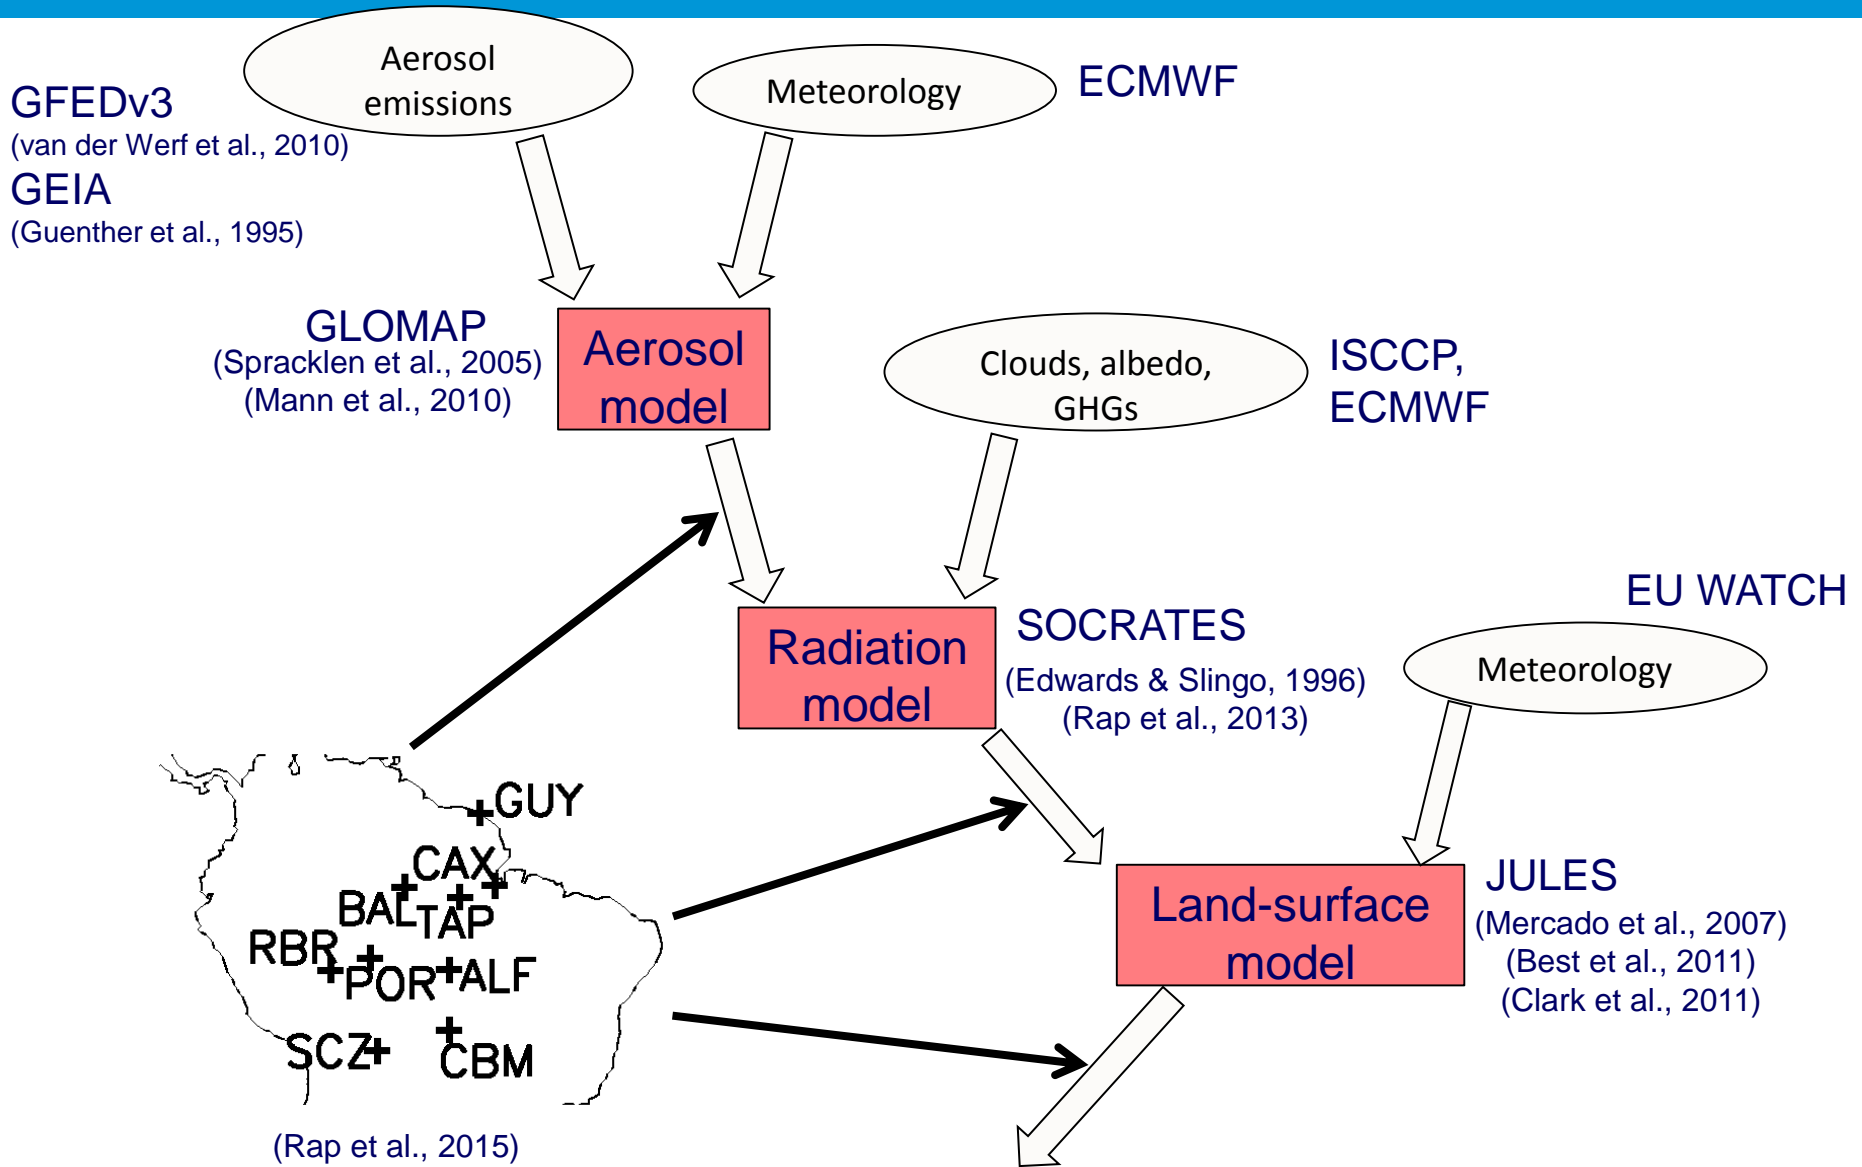 Aerosol
emissions
Meteorology
ECMWF
GFEDv3
(van der Werf et al., 2010)
GEIA
(Guenther et al., 1995)
GLOMAP
(Spracklen et al., 2005)
(Mann et al., 2010)
Aerosol
model
Clouds, albedo,
GHGs
ISCCP,
ECMWF
EU WATCH
Meteorology
Radiation
model
SOCRATES
(Edwards & Slingo, 1996)
(Rap et al., 2013)
GUY
CAX
BAL
TAP
RBR
POR
ALF
SCZ
CBM
(Rap et al., 2015)
Land-surface
model
JULES
(Mercado et al., 2007)
(Best et al., 2011)
(Clark et al., 2011)